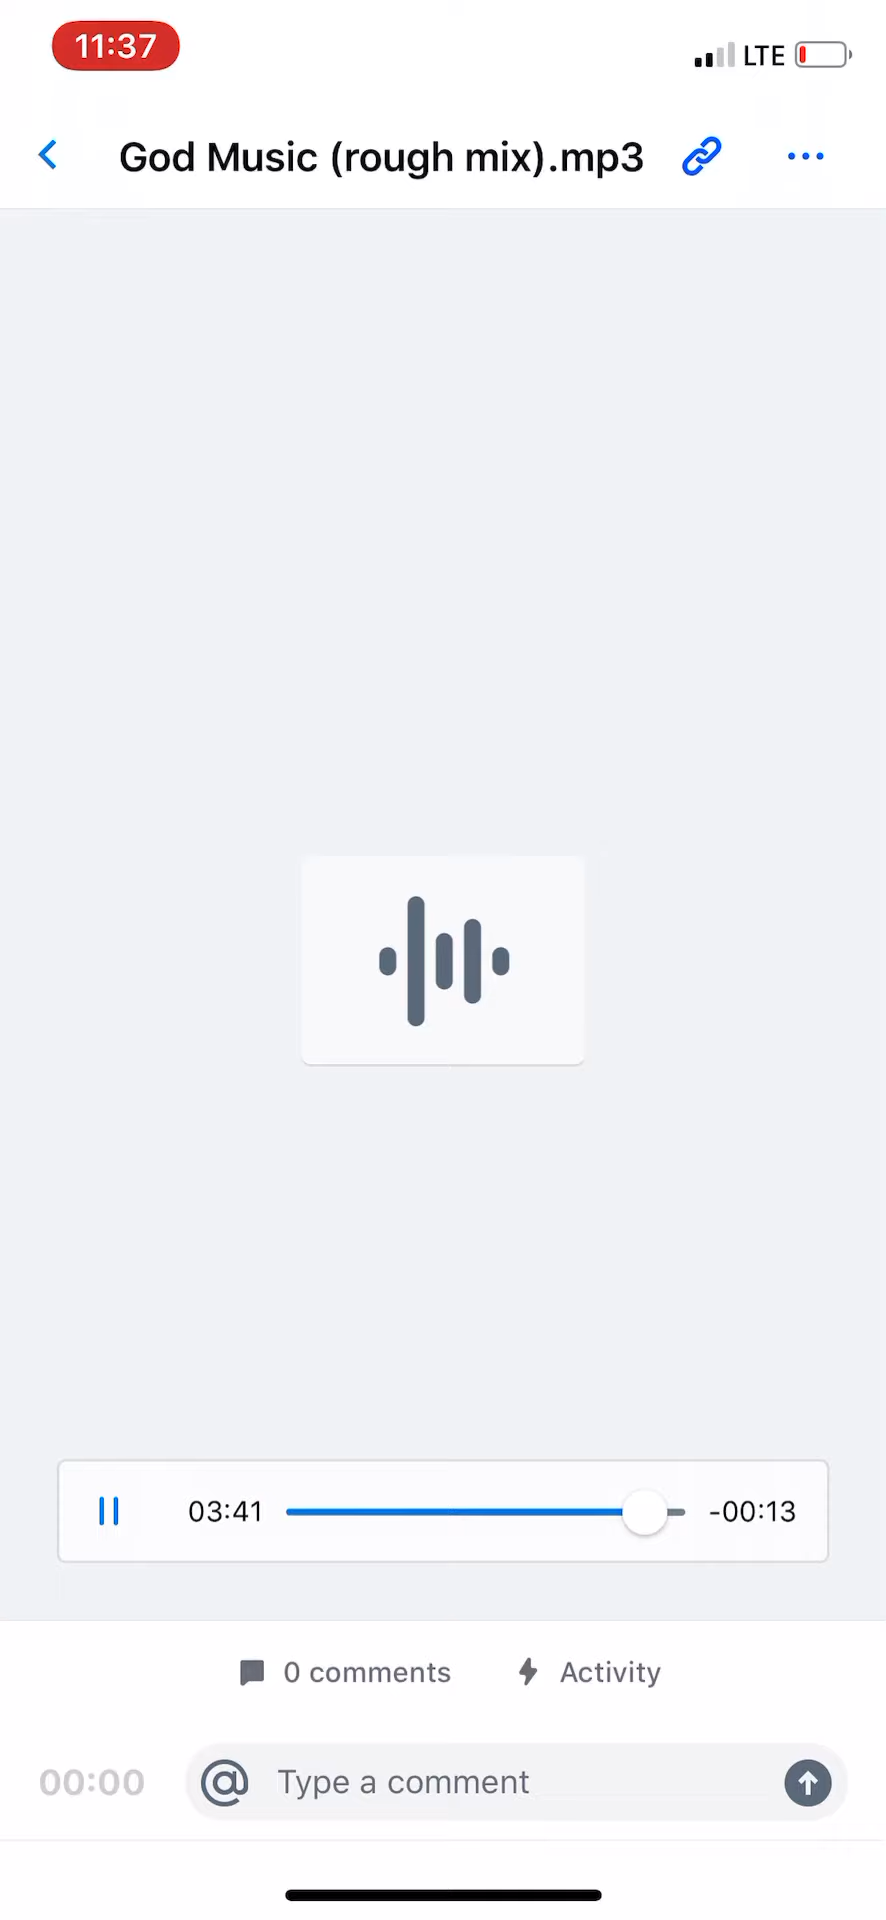 11:37
LTE
God Music (rough mix).mp3
03:41
-00:13
0 comments
Activity
00:00
@ Type a comment